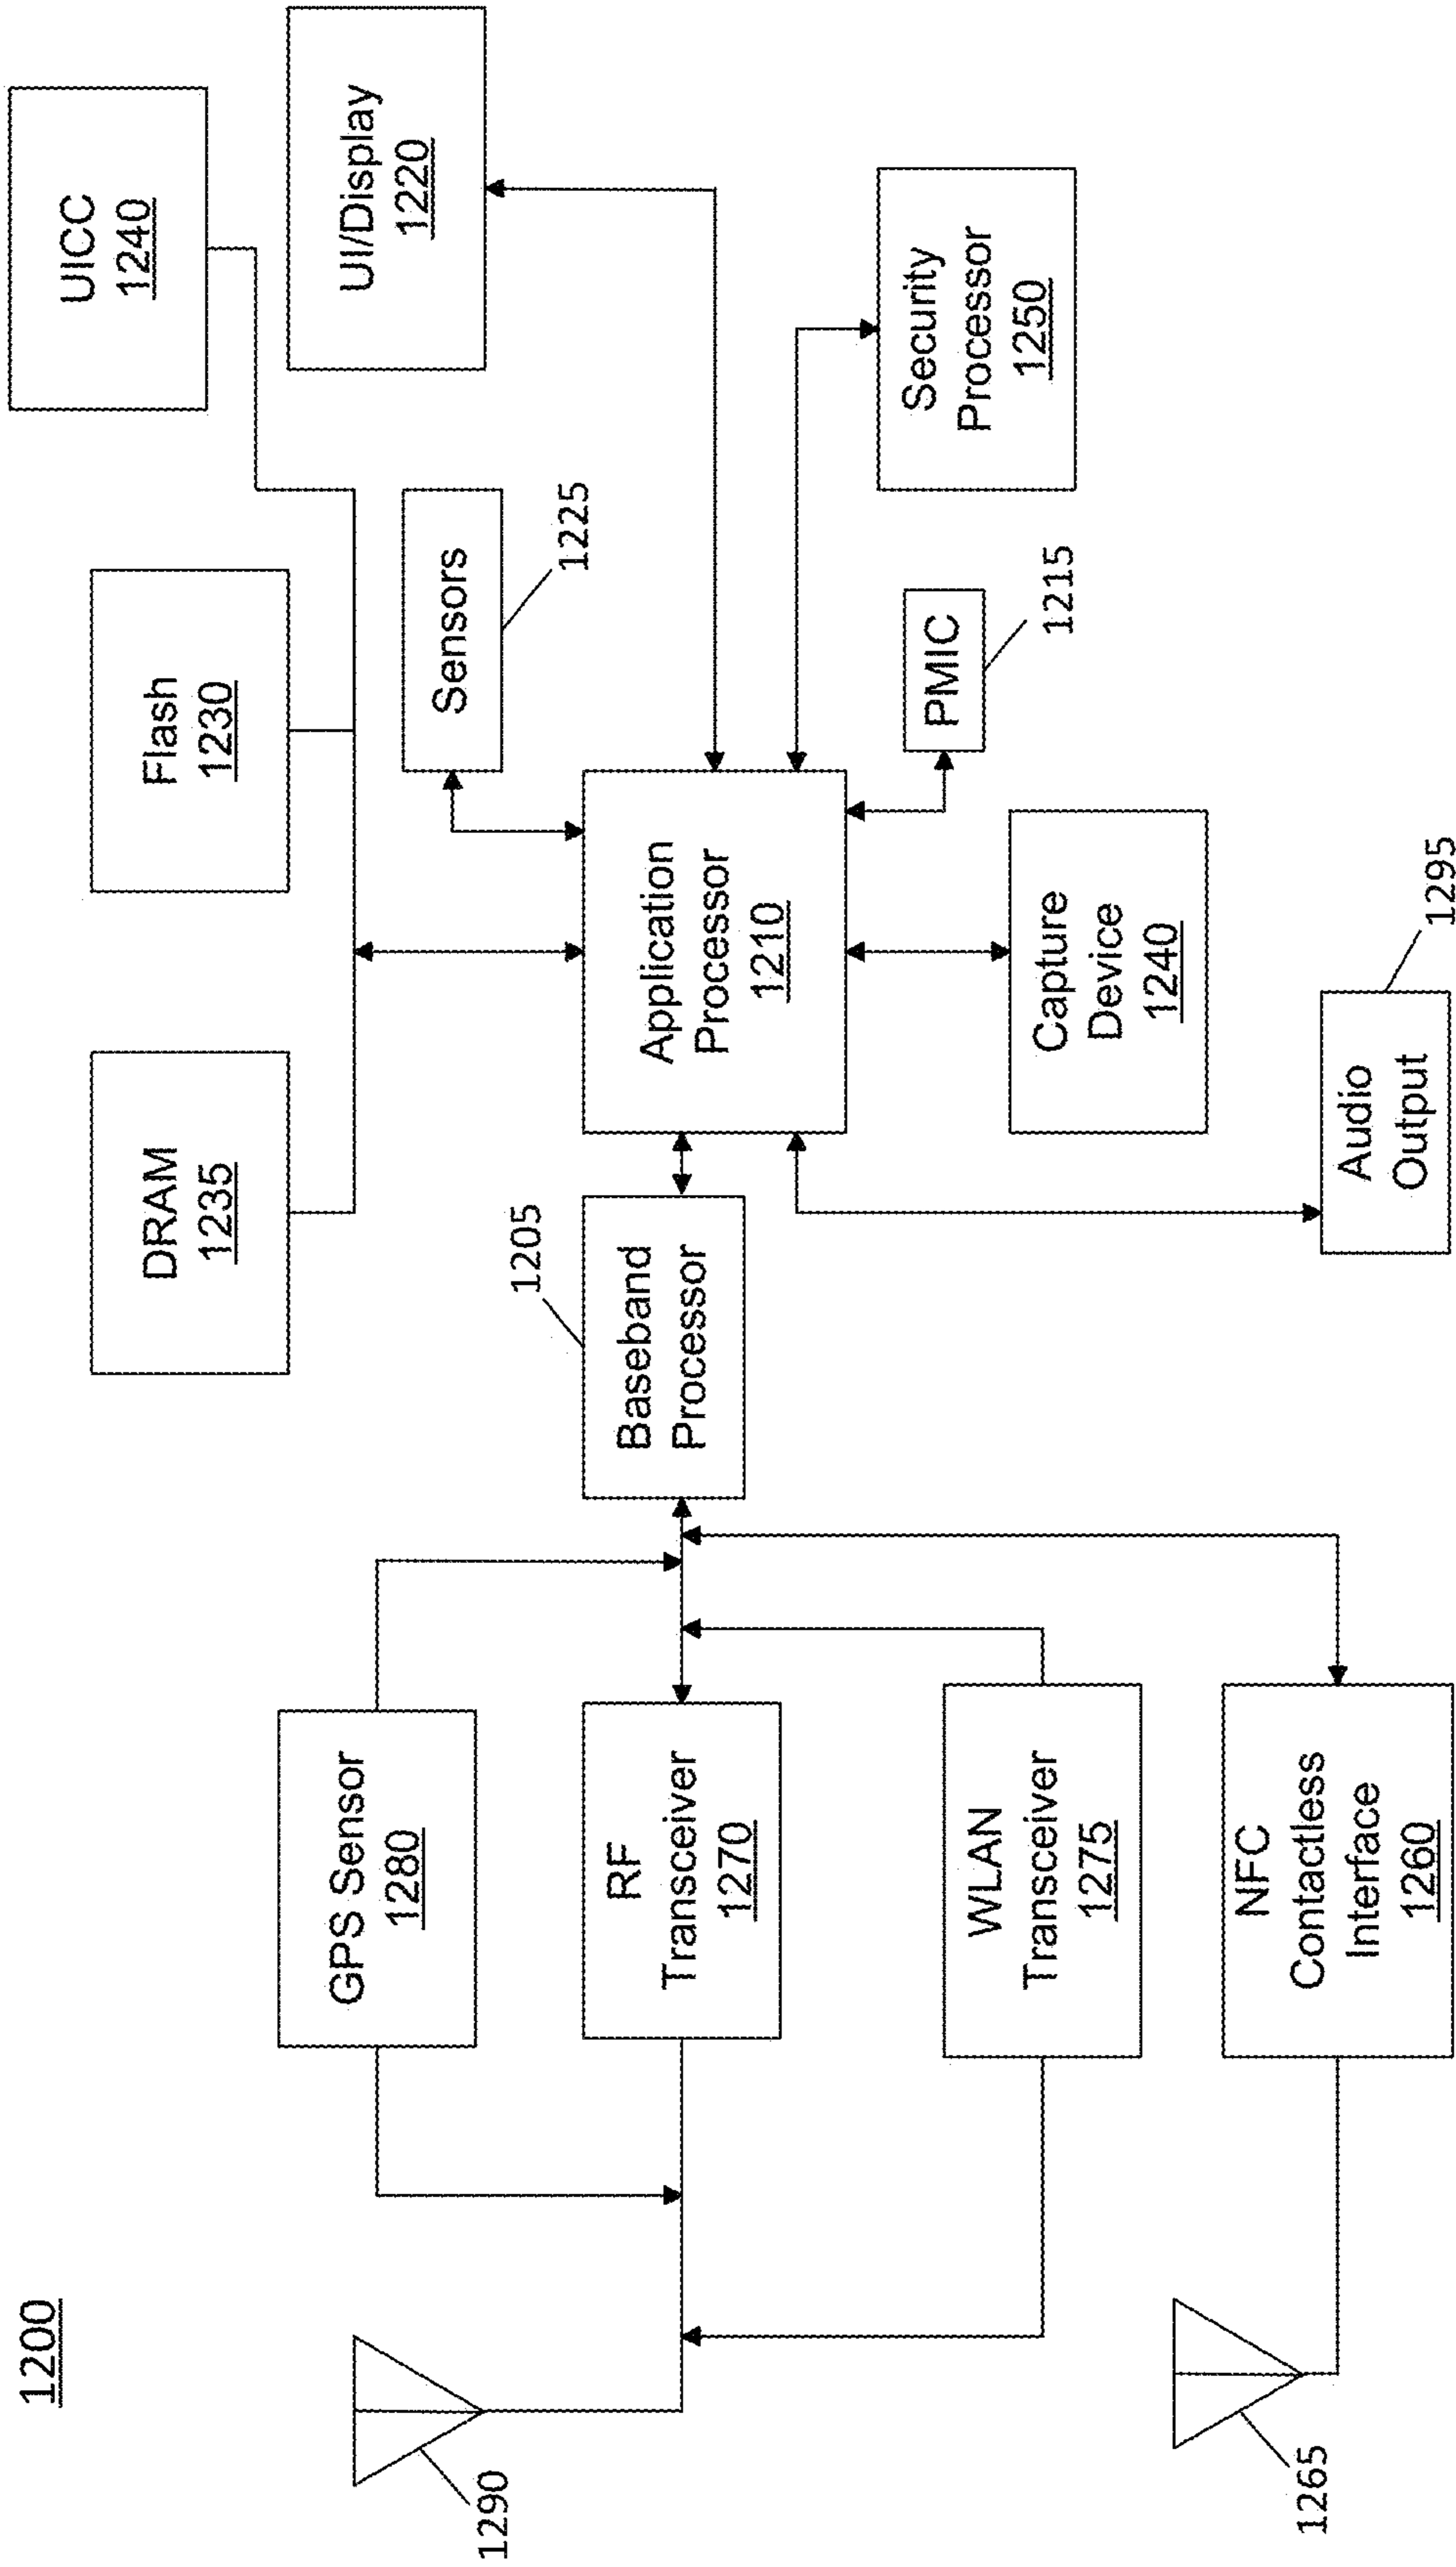 1200
UICC
1240
DRAM
1235
Flash
1230
UI/Display
1220
Sensors
1225
GPS Sensor
1280
1290
RF
Transceiver
1270
1205
Baseband
Processor
Application
Processor
1210
Security
Processor
1250
PMIC
1215
WLAN
Transceiver
1275
Capture
Device
1240
NFC
Contactless
Interface
1260
1265
Audio
Output
1295